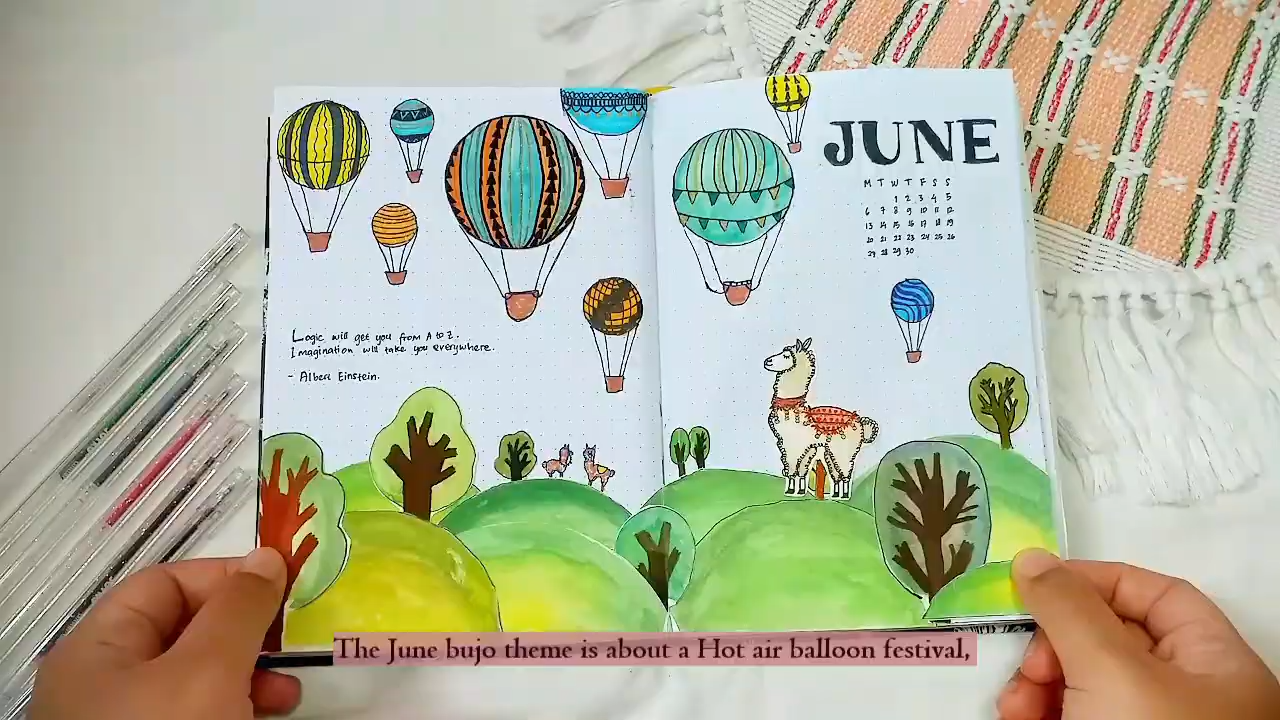 JUNE
M T W T F S S
1 2 3 4 5
6 7 8 9 10 11 12
13 14 15 16 17 18 19
20 21 22 23 24 25 26
27 28 29 30
Logic will get you from A to Z.
Imagination will take you everywhere.
- Albert Einstein.
The June bujo theme is about a Hot air balloon festival,